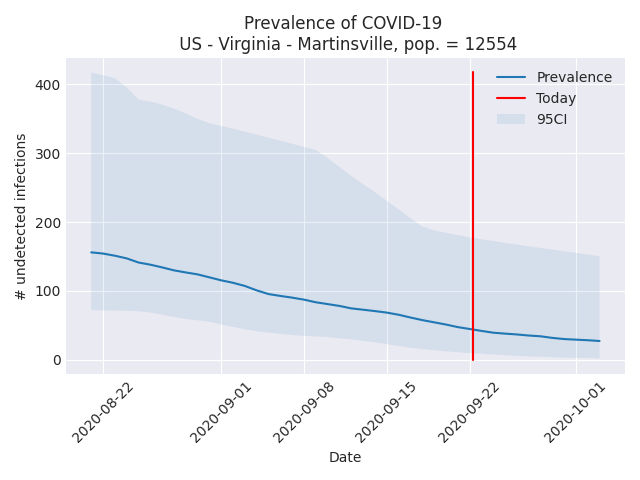 Prevalence of COVID-19
US - Virginia - Martinsville, pop. = 12554
Prevalence
Today
95CI
# undetected infections
400
300
200
100
0
2020-08-22
2020-09-01
2020-09-08
2020-09-15
2020-09-22
2020-10-01
Date